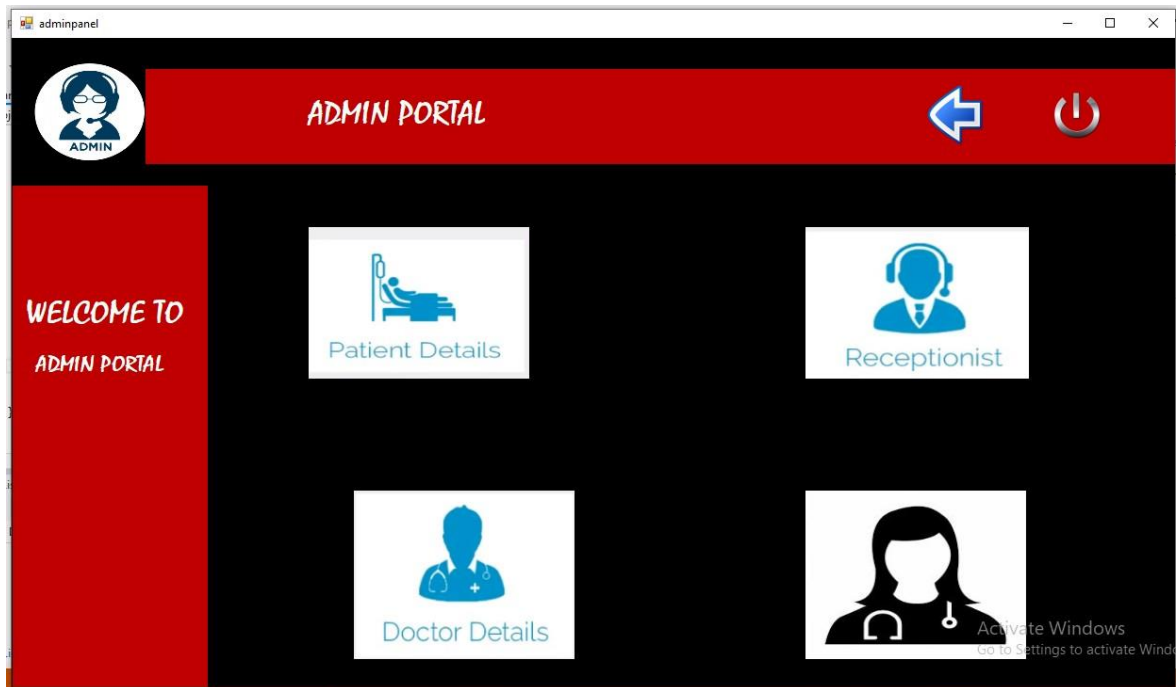 adminpanel
ADMIN PORTAL
ADMIN
WELCOME TO
ADMIN PORTAL
Patient Details
Receptionist
Doctor Details
Activate Windows
Go to Settings to activate